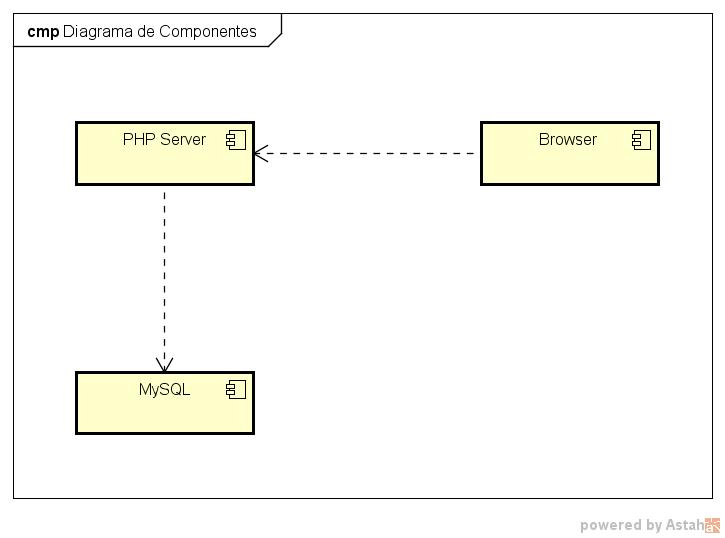 cmp Diagrama de Componentes
PHP Server
Browser
MySQL
powered by Astah